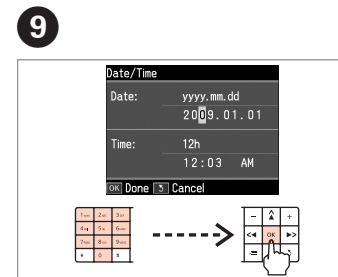 9
Date/Time
Date: yyyy.mm.dd
2009.01.01
Time: 12h
12:03 AM
OK Done Cancel
- +
OK
0